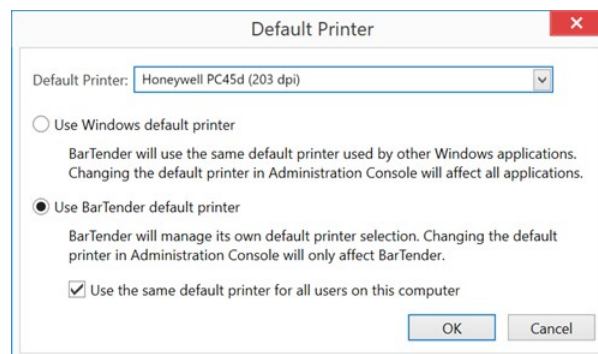 Default Printer
Default Printer: Honeywell PC45d (203 dpi)
Use Windows default printer
BarTender will use the same default printer used by other Windows applications.
Changing the default printer in Administration Console will affect all applications.
Use BarTender default printer
BarTender will manage its own default printer selection. Changing the default
printer in Administration Console will only affect BarTender.
Use the same default printer for all users on this computer
OK Cancel